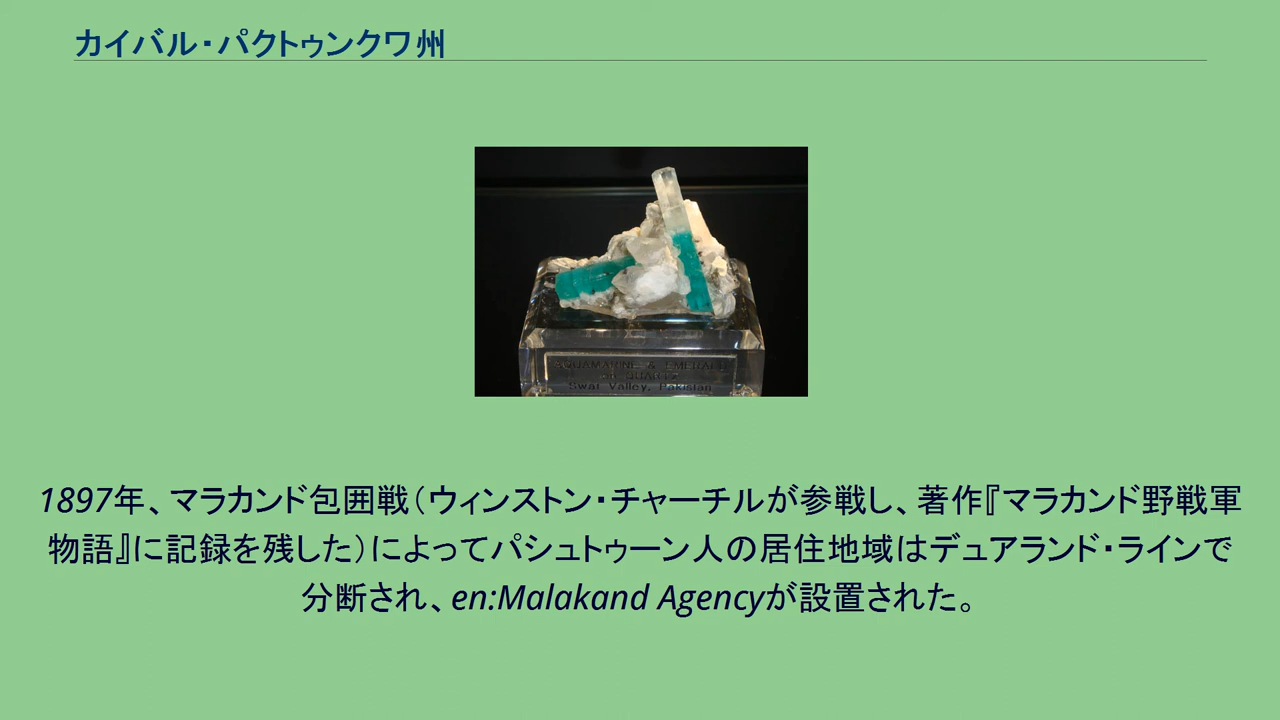 カイバル・パクトゥンクワ州
AQUAMARINE & EMERALD
QUARTZ
Swat Valley, Pakistan
1897年、マラカンド包囲戦（ウィンストン・チャーチルが参戦し、著作『マラカンド野戦軍
物語』に記録を残した）によってパシュトゥーン人の居住地域はデュアランド・ラインで
分断され、en:Malakand Agencyが設置された。